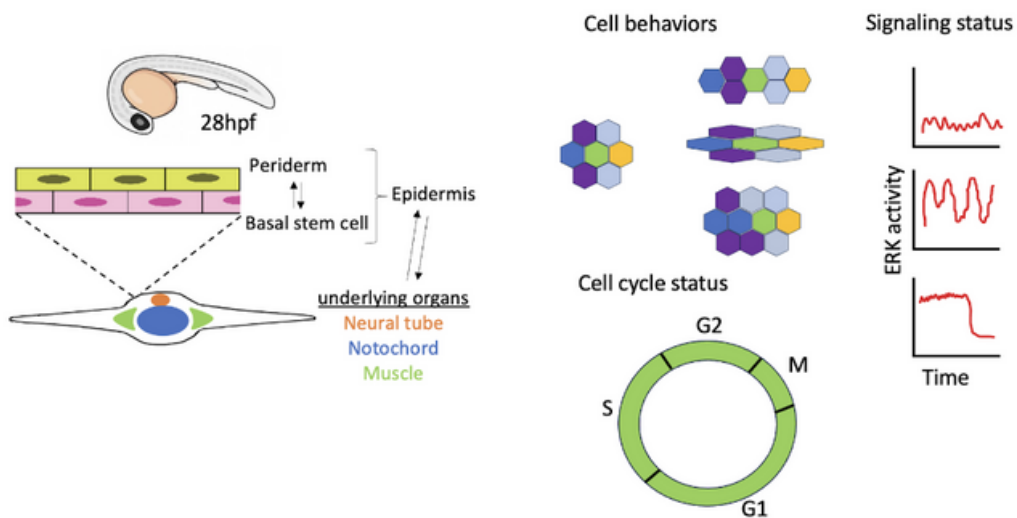 28hpf
Periderm
Basal stem cell
Epidermis
underlying organs
Neural tube
Notochord
Muscle
Cell behaviors
Cell cycle status
G2
M
S
G1
Signaling status
ERK activity
Time